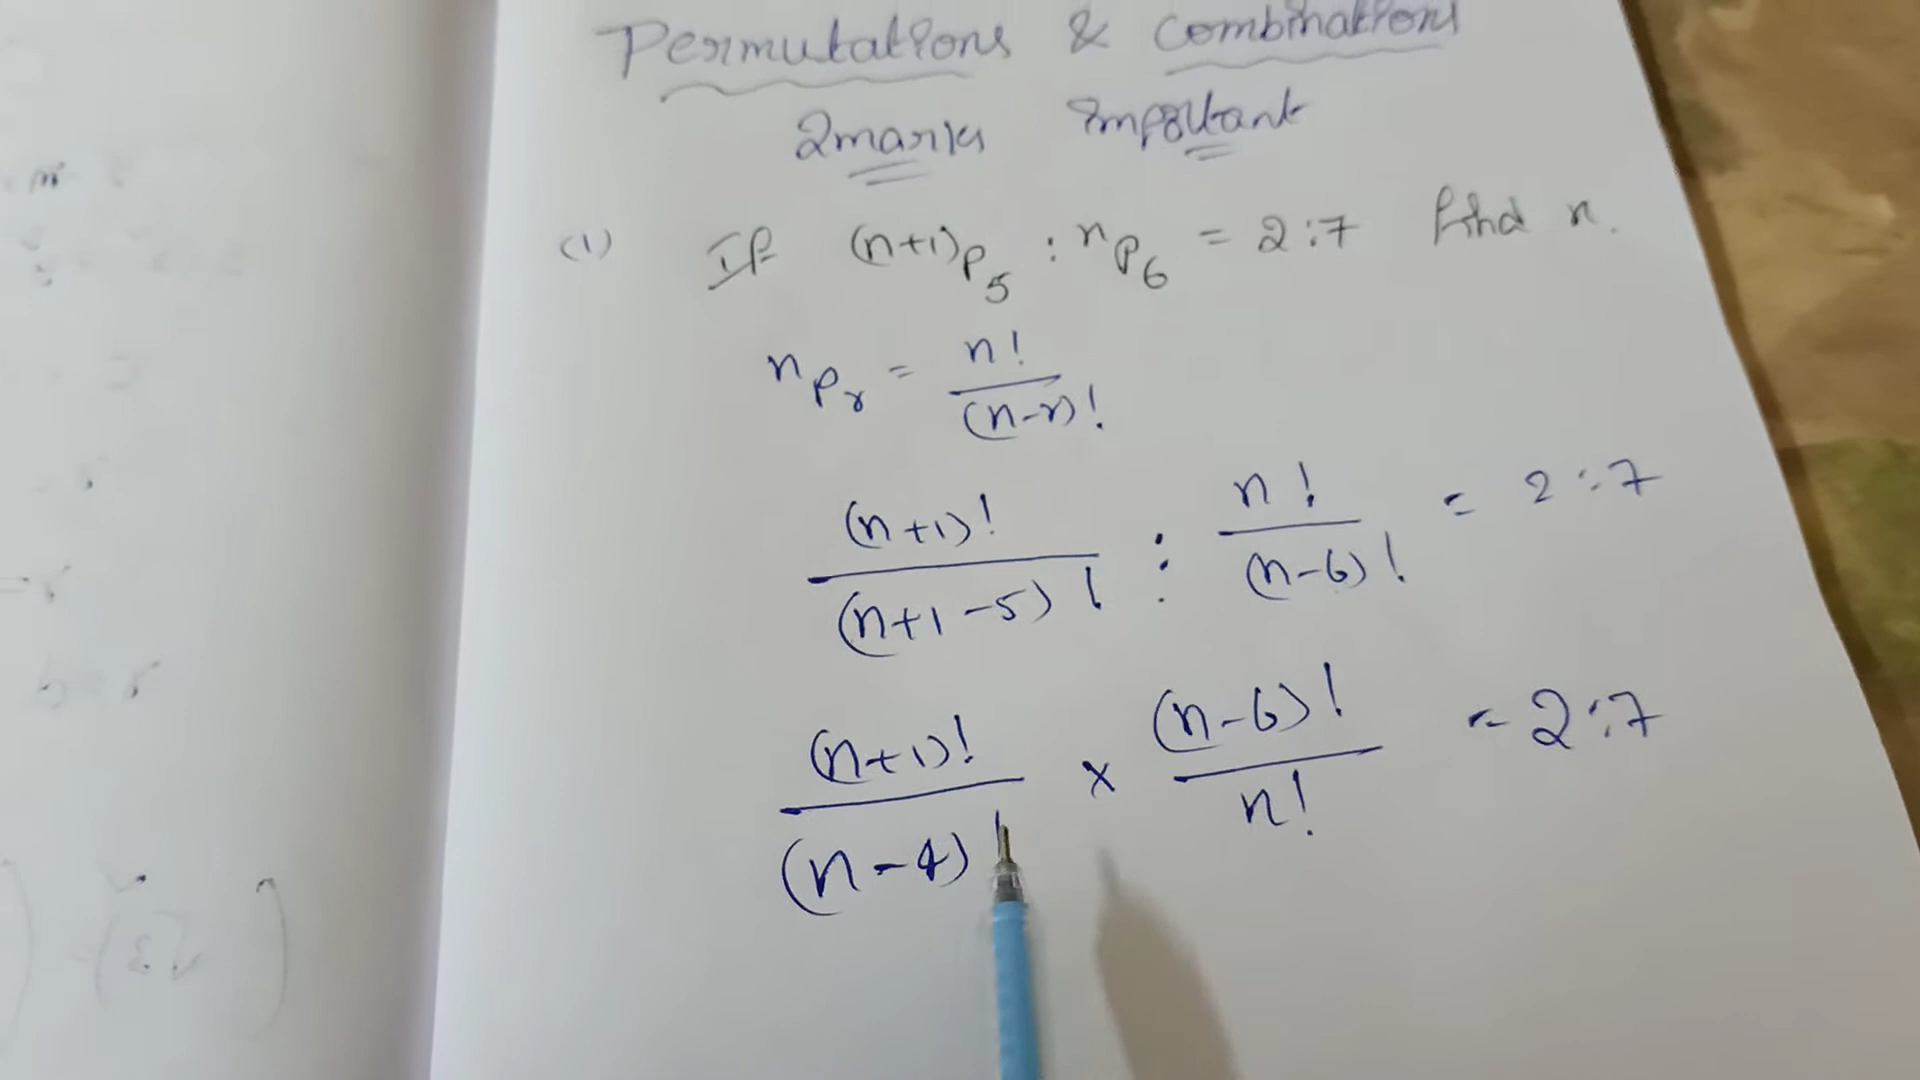 Permutations & Combinations
2marks Important
(1) If (n+1)P₅ : nP₆ = 2:7 find n.
nPr = n!/(n-r)!
(n+1)!/(n+1-5)! : n!/(n-6)! = 2:7
(n+1)!/(n-4)! × (n-6)!/n! = 2:7